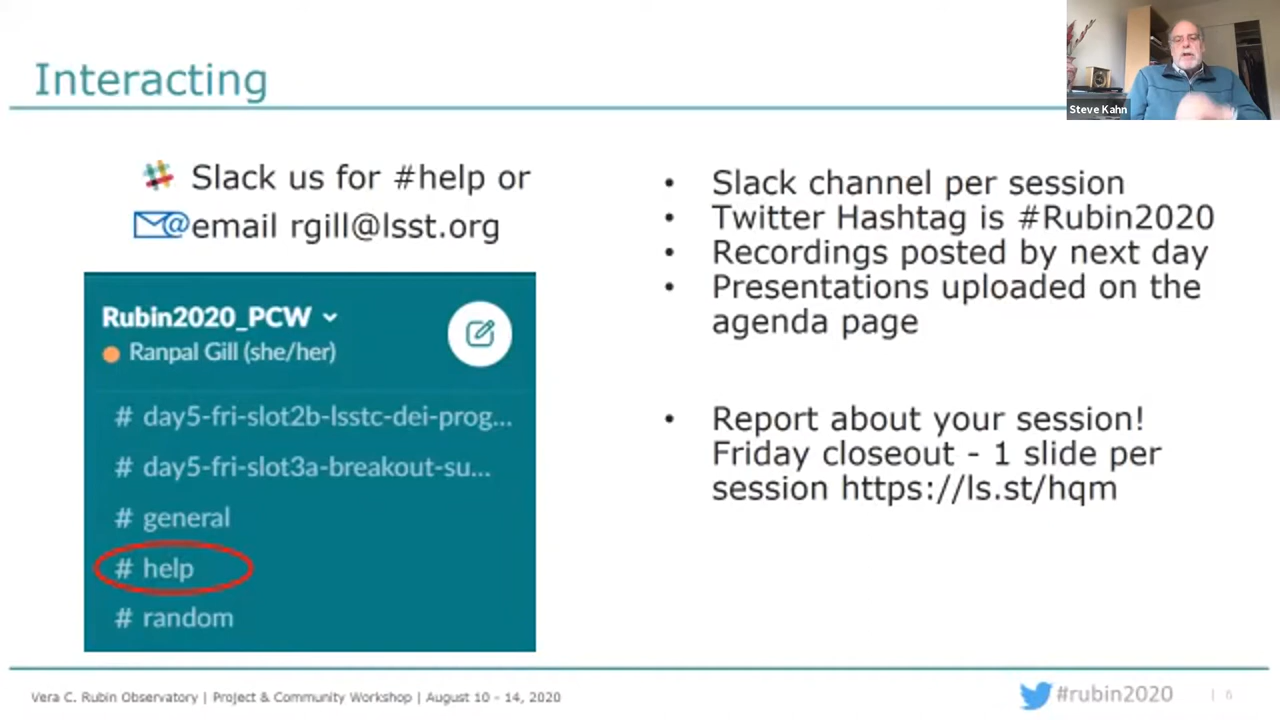 Interacting
Steve Kahn
Slack us for #help or
email rgill@lsst.org
Rubin2020_PCW
Ranpal Gill (she/her)
# day5-fri-slot2b-lsstc-dei-prog...
# day5-fri-slot3a-breakout-su...
# general
# help
# random
• Slack channel per session
• Twitter Hashtag is #Rubin2020
• Recordings posted by next day
• Presentations uploaded on the
agenda page
• Report about your session!
Friday closeout - 1 slide per
session https://ls.st/hqm
Vera C. Rubin Observatory | Project & Community Workshop | August 10 - 14, 2020
#rubin2020
| 6